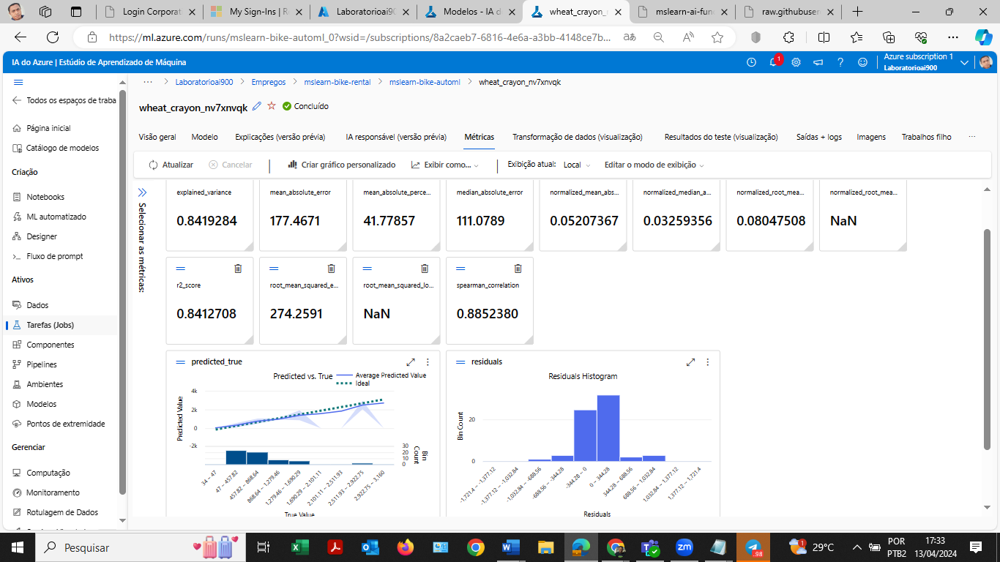 Login Corporat
My Sign-Ins | R
Laboratorioai90
Modelos - IA d
wheat_crayon_r
mslearn-ai-fun
raw.githubuser
https://ml.azure.com/runs/mslearn-bike-automl_0?wsid=/subscriptions/8a2caeb7-6816-4e6a-a3bb-4148ce7b...
IA do Azure | Estúdio de Aprendizado de Máquina
1
Azure subscription 1
Laboratorioai900
Todos os espaços de traba
Página inicial
Catálogo de modelos
Criação
Notebooks
ML automatizado
Designer
Fluxo de prompt
Ativos
Dados
Tarefas (Jobs)
Componentes
Pipelines
Ambientes
Modelos
Pontos de extremidade
Gerenciar
Computação
Monitoramento
Rotulagem de Dados
... > Laboratorioai900 > Empregos > mslearn-bike-rental > mslearn-bike-automl > wheat_crayon_nv7xnvqk
wheat_crayon_nv7xnvqk Concluído
Visão geral Modelo Explicações (versão prévia) IA responsável (versão prévia) Métricas Transformação de dados (visualização) Resultados do teste (visualização) Saídas + logs Imagens Trabalhos filho ...
Atualizar Cancelar Criar gráfico personalizado Exibir como... Exibição atual: Local Editar o modo de exibição
Selecionar as métricas:
explained_variance mean_absolute_error mean_absolute_perce... median_absolute_error normalized_mean_abs... normalized_median_a... normalized_root_mea... normalized_root_mea...
0.8419284 177.4671 41.77857 111.0789 0.05207367 0.03259356 0.08047508 NaN
r2_score root_mean_squared_e... root_mean_squared_lo... spearman_correlation
0.8412708 274.2591 NaN 0.8852380
predicted_true
Predicted vs. True
Average Predicted Value
Ideal
Predicted Value
4k
2k
0
-2k
30
20
10
0
Bin Count
34 – 47
47 – 457.82
457.82 – 868.64
868.64 – 1,279.46
1,279.46 – 1,690.29
1,690.29 – 2,101.11
2,101.11 – 2,511.93
2,511.93 – 2,922.75
2,922.75 – 3,160
True Value
residuals
Residuals Histogram
Bin Count
20
0
-1,721.4 – -1,377.12
-1,377.12 – -1,032.84
-1,032.84 – -688.56
-688.56 – -344.28
-344.28 – 0
0 – 344.28
344.28 – 688.56
688.56 – 1,032.84
1,032.84 – 1,377.12
1,377.12 – 1,721.4
Residuals
Pesquisar
zm
.98
1
29°C
POR
PTB2
17:33
13/04/2024